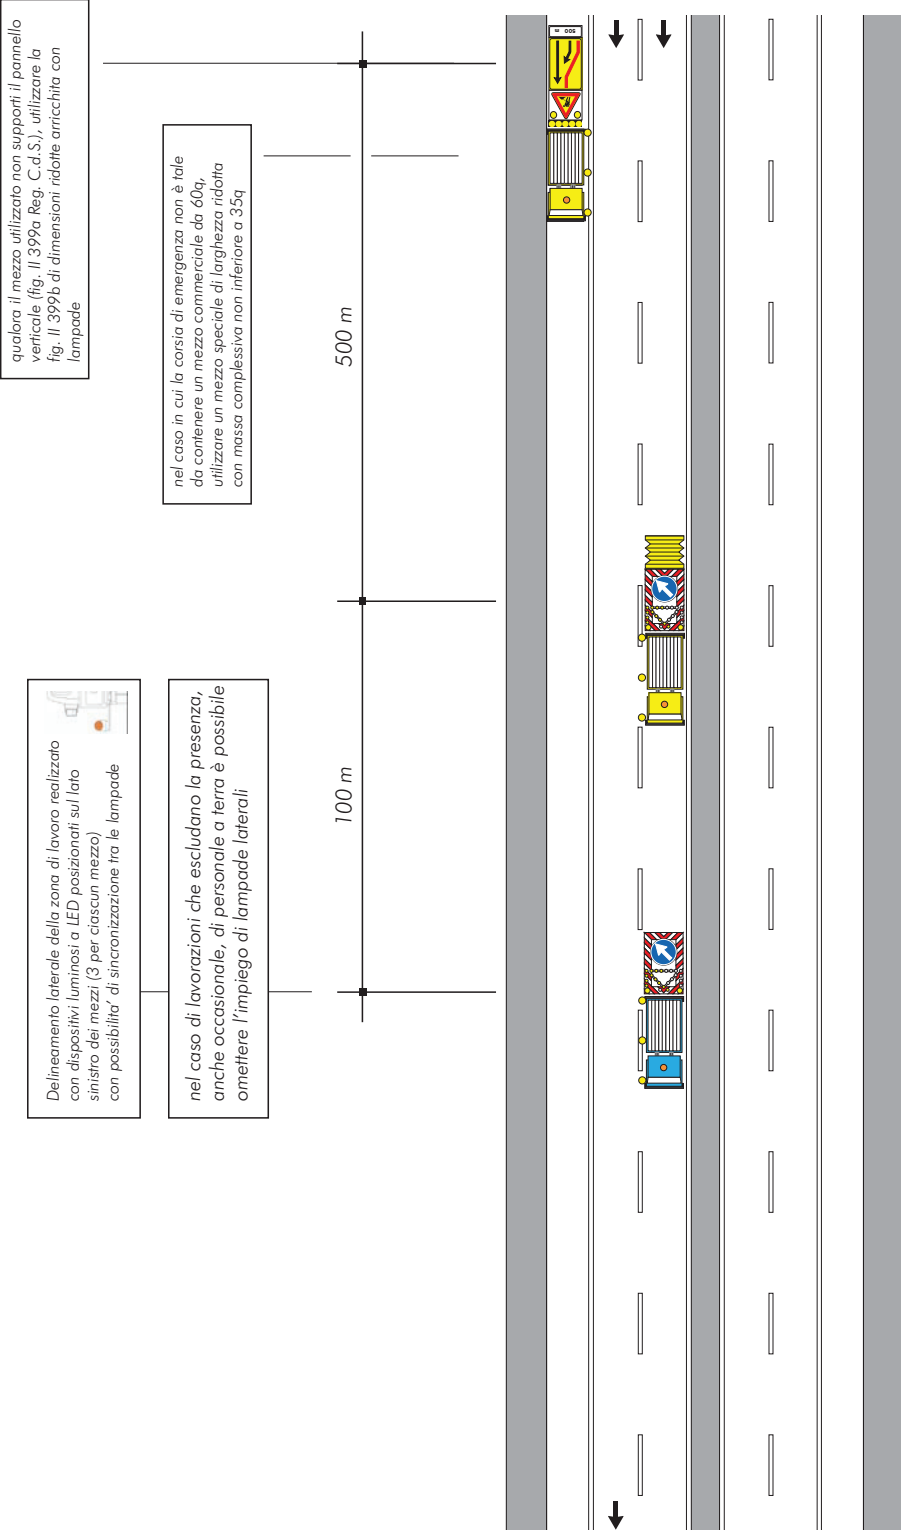 qualora il mezzo utilizzato non supporti il pannello
verticale (fig. II 399a Reg. C.d.S.), utilizzare la
fig. II 399b di dimensioni ridotte arricchita con
lampade
nel caso in cui la corsia di emergenza non è tale
da contenere un mezzo commerciale da 60q,
utilizzare un mezzo speciale di larghezza ridotta
con massa complessiva non inferiore a 35q
500 m
500 m
Delineamento laterale della zona di lavoro realizzato
con dispositivi luminosi a LED posizionati sul lato
sinistro dei mezzi (3 per ciascun mezzo)
con possibilita' di sincronizzazione tra le lampade
nel caso di lavorazioni che escludano la presenza,
anche occasionale, di personale a terra è possibile
omettere l'impiego di lampade laterali
100 m